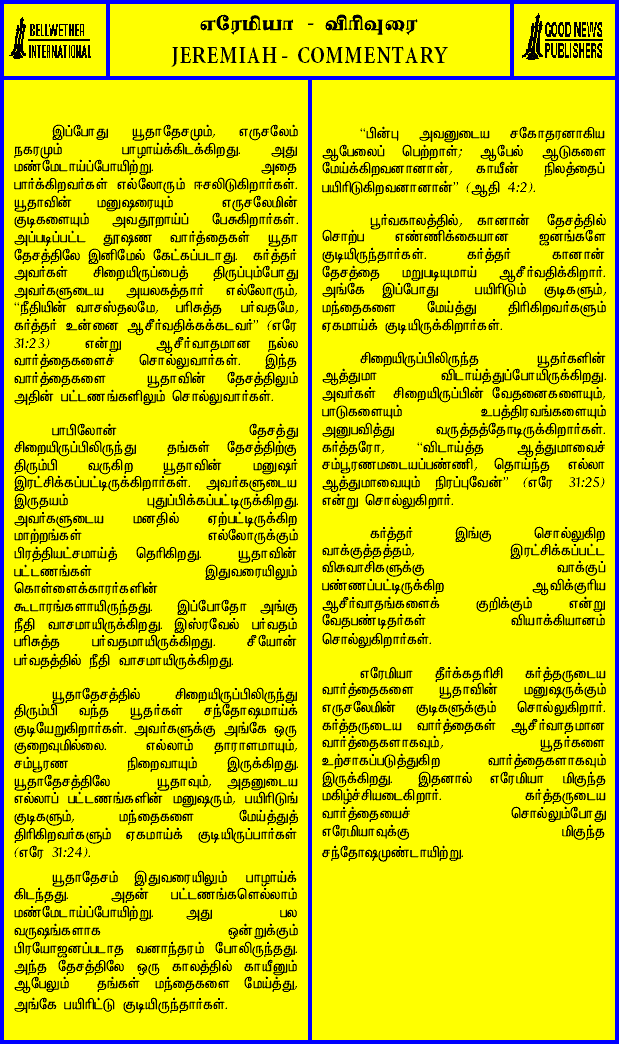 BELLWETHER
INTERNATIONAL
எரேமியா - விரிவுரை
JEREMIAH - COMMENTARY
GOOD NEWS
PUBLISHERS
இப்போது யூதாதேசமும், எருசலேம்
நகரமும் பாழாய்க்கிடக்கிறது. அது
மண்மேடாய்ப்போயிற்று. அதை
பார்க்கிறவர்கள் எல்லோரும் ஈசலிடுகிறார்கள்.
யூதாவின் மனுஷரையும் எருசலேமின்
குடிகளையும் அவதூறாய்ப் பேசுகிறார்கள்.
அப்படிப்பட்ட தூஷண வார்த்தைகள் யூதா
தேசத்திலே இனிமேல் கேட்கப்படாது. கர்த்தர்
அவர்கள் சிறையிருப்பைத் திருப்பும்போது
அவர்களுடைய அயலகத்தார் எல்லோரும்,
“நீதியின் வாசஸ்தலமே, பரிசுத்த பர்வதமே,
கர்த்தர் உன்னை ஆசீர்வதிக்கக்கடவர்” (எரே
31:23) என்று ஆசீர்வாதமான நல்ல
வார்த்தைகளைச் சொல்லுவார்கள். இந்த
வார்த்தைகளை யூதாவின் தேசத்திலும்
அதின் பட்டணங்களிலும் சொல்லுவார்கள்.
பாபிலோன் தேசத்து
சிறையிருப்பிலிருந்து தங்கள் தேசத்திற்கு
திரும்பி வருகிற யூதாவின் மனுஷர்
இரட்சிக்கப்பட்டிருக்கிறார்கள். அவர்களுடைய
இருதயம் புதுப்பிக்கப்பட்டிருக்கிறது.
அவர்களுடைய மனதில் ஏற்பட்டிருக்கிற
மாற்றங்கள் எல்லோருக்கும்
பிரத்தியட்சமாய்த் தெரிகிறது. யூதாவின்
பட்டணங்கள் இதுவரையிலும்
கொள்ளைக்காரர்களின்
கூடாரங்களாயிருந்தது. இப்போதோ அங்கு
நீதி வாசமாயிருக்கிறது. இஸ்ரவேல் பர்வதம்
பரிசுத்த பர்வதமாயிருக்கிறது. சீயோன்
பர்வதத்தில் நீதி வாசமாயிருக்கிறது.
யூதாதேசத்தில் சிறையிருப்பிலிருந்து
திரும்பி வந்த யூதர்கள் சந்தோஷமாய்க்
குடியேறுகிறார்கள். அவர்களுக்கு அங்கே ஒரு
குறைவுமில்லை. எல்லாம் தாராளமாயும்,
சம்பூரண நிறைவாயும் இருக்கிறது.
யூதாதேசத்திலே யூதாவும், அதனுடைய
எல்லாப் பட்டணங்களின் மனுஷரும், பயிரிடுங்
குடிகளும், மந்தைகளை மேய்த்துத்
திரிகிறவர்களும் ஏகமாய்க் குடியிருப்பார்கள்
(எரே 31:24).
யூதாதேசம் இதுவரையிலும் பாழாய்க்
கிடந்தது. அதன் பட்டணங்களெல்லாம்
மண்மேடாய்ப்போயிற்று. அது பல
வருஷங்களாக ஒன்றுக்கும்
பிரயோஜனப்படாத வனாந்தரம் போலிருந்தது.
அந்த தேசத்திலே ஒரு காலத்தில் காயீனும்
ஆபேலும் தங்கள் மந்தைகளை மேய்த்து,
அங்கே பயிரிட்டு குடியிருந்தார்கள்.
“பின்பு அவனுடைய சகோதரனாகிய
ஆபேலைப் பெற்றாள்; ஆபேல் ஆடுகளை
மேய்க்கிறவனானான், காயீன் நிலத்தைப்
பயிரிடுகிறவனானான்” (ஆதி 4:2).
பூர்வகாலத்தில், கானான் தேசத்தில்
சொற்ப எண்ணிக்கையான ஜனங்களே
குடியிருந்தார்கள். கர்த்தர் கானான்
தேசத்தை மறுபடியுமாய் ஆசீர்வதிக்கிறார்.
அங்கே இப்போது பயிரிடும் குடிகளும்,
மந்தைகளை மேய்த்து திரிகிறவர்களும்
ஏகமாய்க் குடியிருக்கிறார்கள்.
சிறையிருப்பிலிருந்த யூதர்களின்
ஆத்துமா விடாய்த்துப்போயிருக்கிறது.
அவர்கள் சிறையிருப்பின் வேதனைகளையும்,
பாடுகளையும் உபத்திரவங்களையும்
அனுபவித்து வருத்தத்தோடிருக்கிறார்கள்.
கர்த்தரோ, “விடாய்த்த ஆத்துமாவைச்
சம்பூரணமடையப்பண்ணி, தொய்ந்த எல்லா
ஆத்துமாவையும் நிரப்புவேன்” (எரே 31:25)
என்று சொல்லுகிறார்.
கர்த்தர் இங்கு சொல்லுகிற
வாக்குத்தத்தம், இரட்சிக்கப்பட்ட
விசுவாசிகளுக்கு வாக்குப்
பண்ணப்பட்டிருக்கிற ஆவிக்குரிய
ஆசீர்வாதங்களைக் குறிக்கும் என்று
வேதபண்டிதர்கள் வியாக்கியானம்
சொல்லுகிறார்கள்.
எரேமியா தீர்க்கதரிசி கர்த்தருடைய
வார்த்தைகளை யூதாவின் மனுஷருக்கும்
எருசலேமின் குடிகளுக்கும் சொல்லுகிறார்.
கர்த்தருடைய வார்த்தைகள் ஆசீர்வாதமான
வார்த்தைகளாகவும், யூதர்களை
உற்சாகப்படுத்துகிற வார்த்தைகளாகவும்
இருக்கிறது. இதனால் எரேமியா மிகுந்த
மகிழ்ச்சியடைகிறார். கர்த்தருடைய
வார்த்தையைச் சொல்லும்போது
எரேமியாவுக்கு மிகுந்த
சந்தோஷமுண்டாயிற்று.